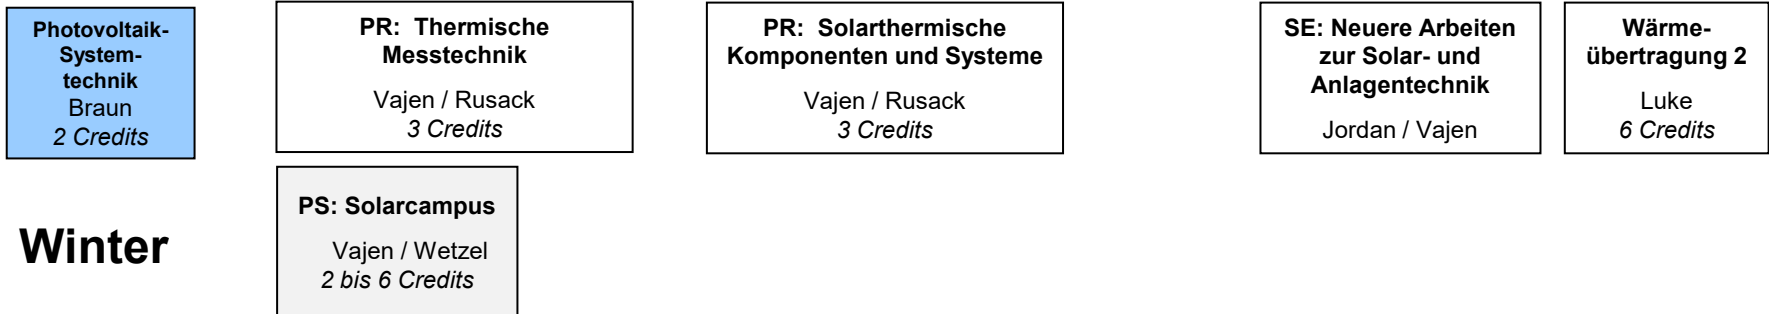 Photovoltaik-
System-
technik
Braun
2 Credits
PR: Thermische
Messtechnik
Vajen / Rusack
3 Credits
PR: Solarthermische
Komponenten und Systeme
Vajen / Rusack
3 Credits
SE: Neuere Arbeiten
zur Solar- und
Anlagentechnik
Jordan / Vajen
Wärme-
übertragung 2
Luke
6 Credits
Winter
PS: Solarcampus
Vajen / Wetzel
2 bis 6 Credits